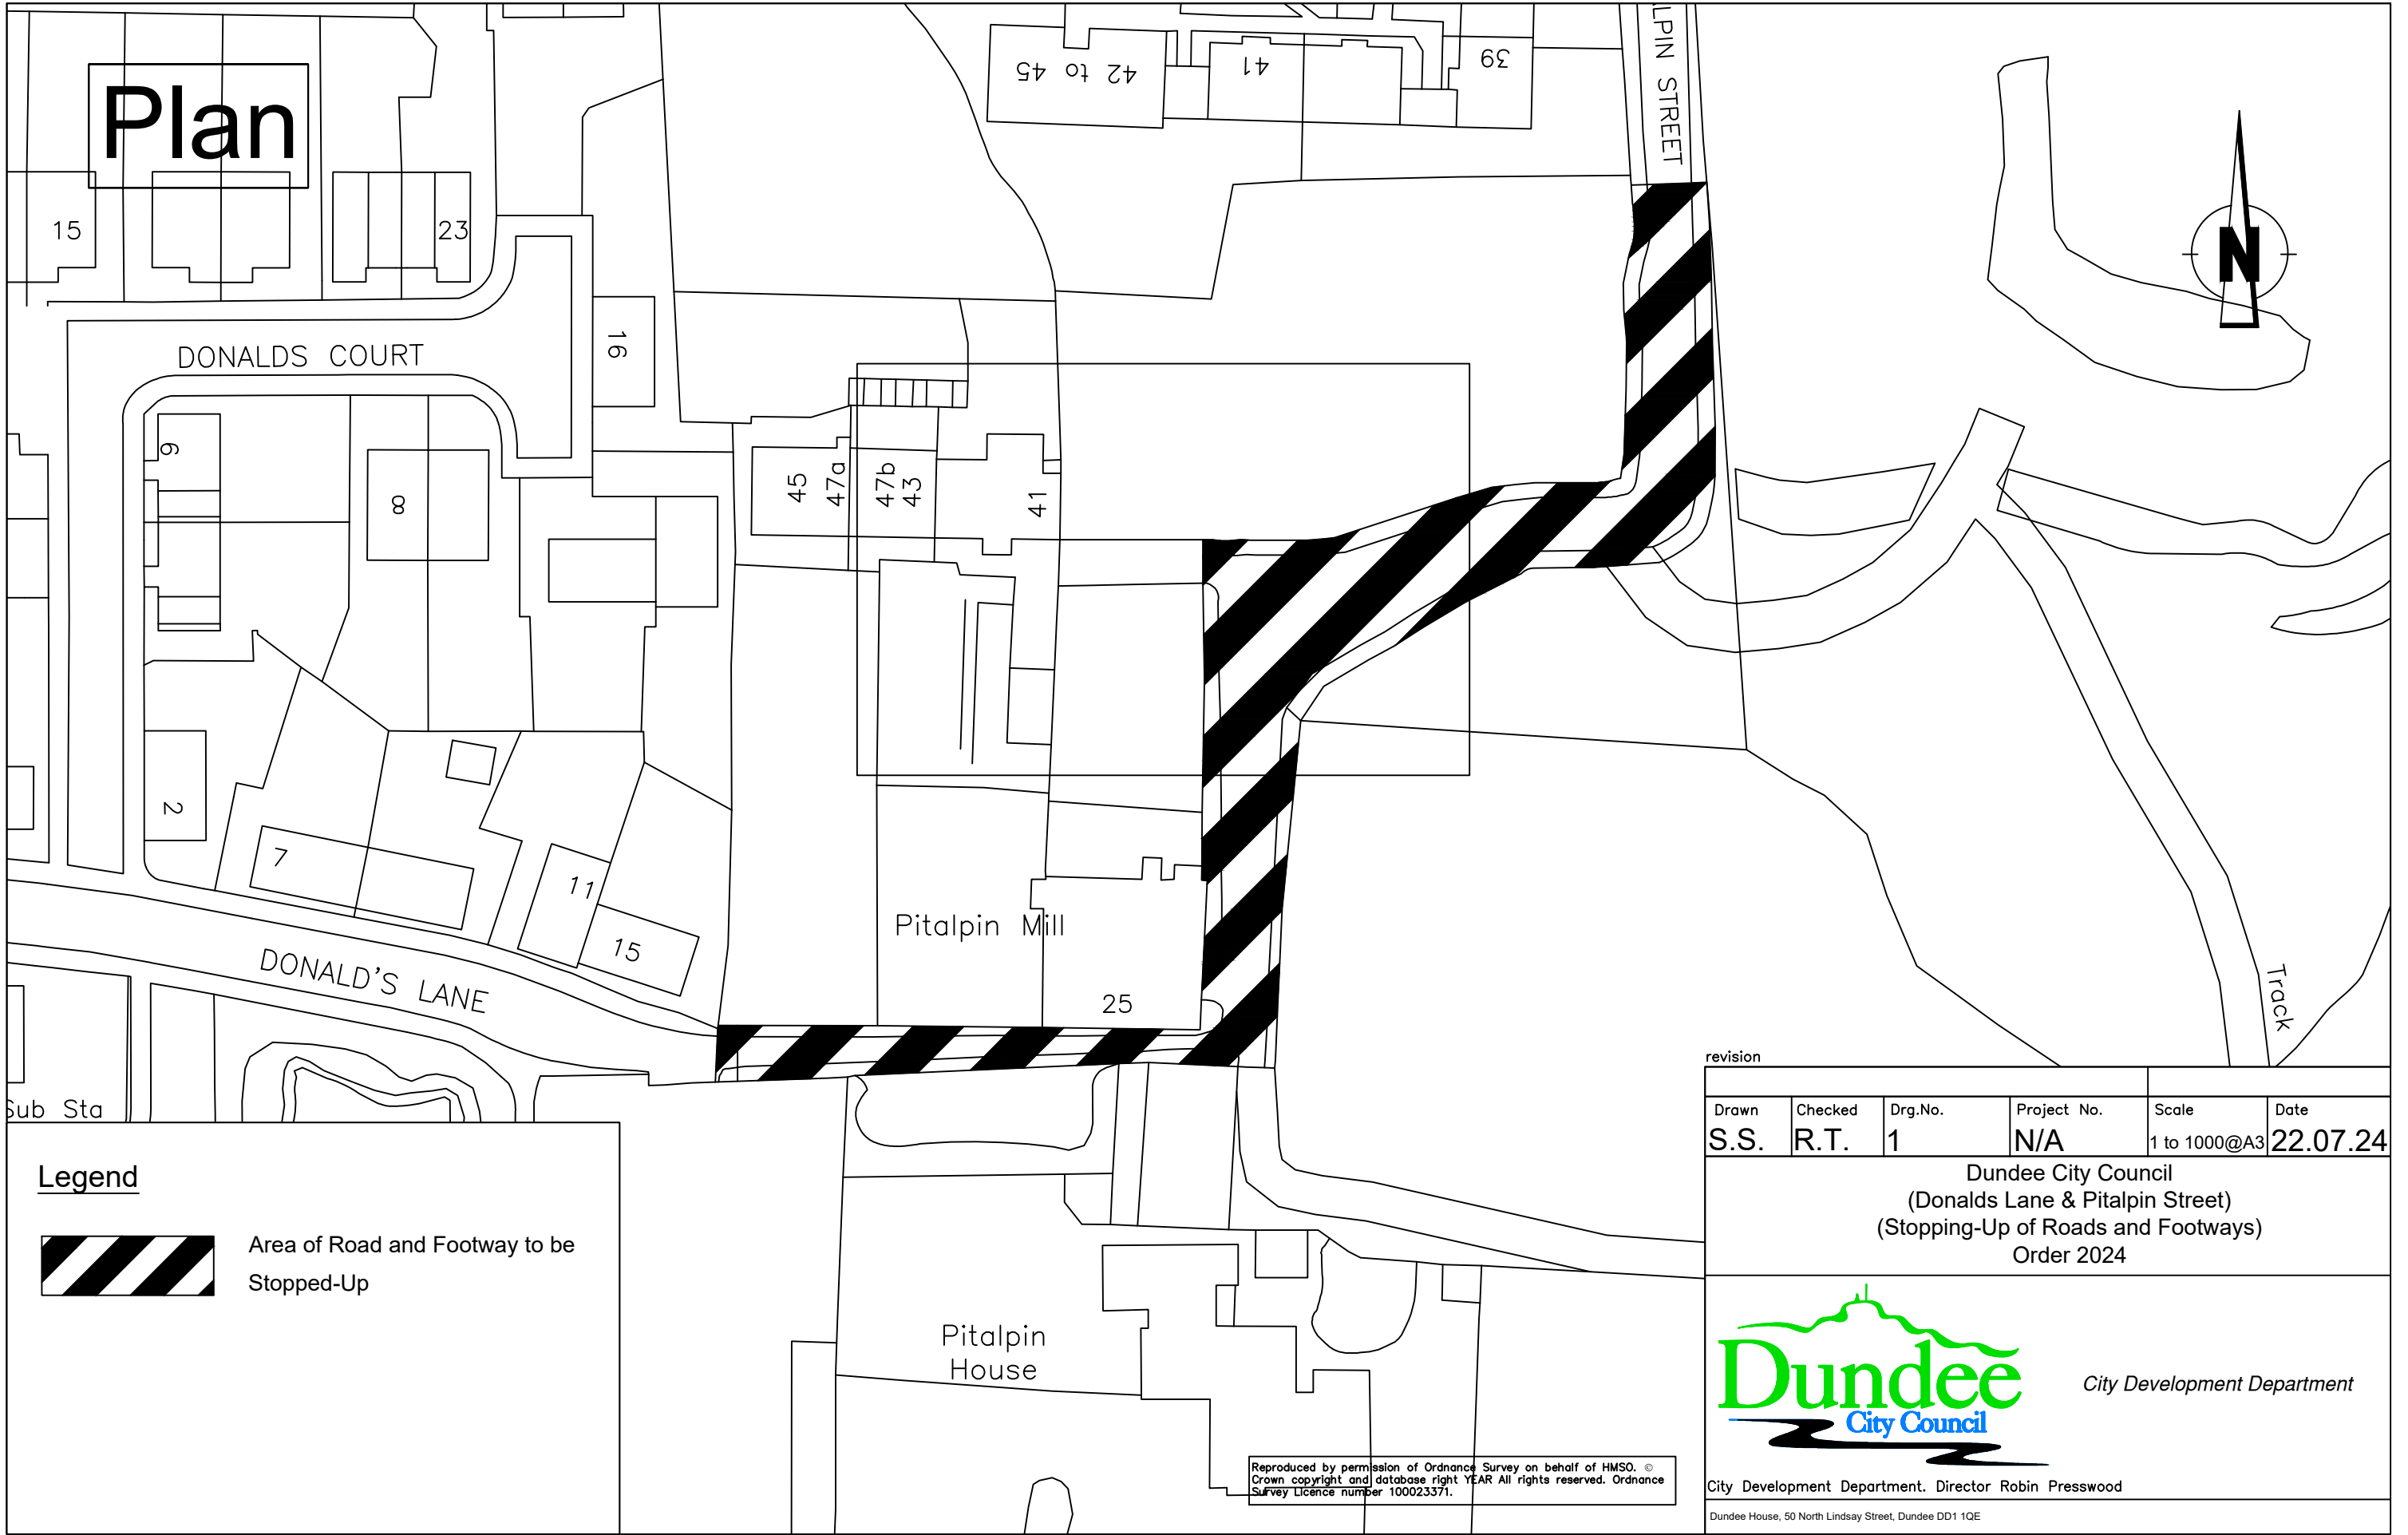 Plan
42 to 45
41
39
LPIN STREET
15
23
N
DONALDS COURT
16
6
8
45
47a
47b
43
41
2
7
11
15
Pitalpin Mill
25
DONALD'S LANE
Track
Sub Sta
Pitalpin
House
Legend
Area of Road and Footway to be
Stopped-Up
revision
Drawn Checked Drg.No. Project No. Scale Date
S.S. R.T. 1 N/A 1 to 1000@A3 22.07.24
Dundee City Council
(Donalds Lane & Pitalpin Street)
(Stopping-Up of Roads and Footways)
Order 2024
Dundee
City Council
City Development Department
City Development Department. Director Robin Presswood
Dundee House, 50 North Lindsay Street, Dundee DD1 1QE
Reproduced by permission of Ordnance Survey on behalf of HMSO. ©
Crown copyright and database right YEAR All rights reserved. Ordnance
Survey Licence number 100023371.